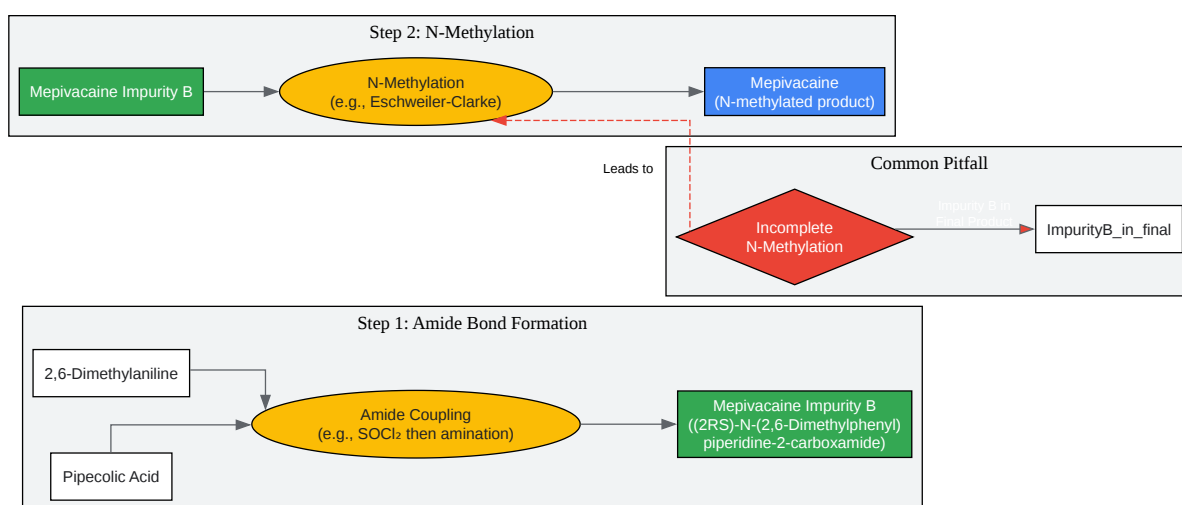 Step 2: N-Methylation
Mepivacaine Impurity B
N-Methylation
(e.g., Eschweiler-Clarke)
Mepivacaine
(N-methylated product)
Leads to
Common Pitfall
Incomplete
N-Methylation
Impurity B in
Final Product
ImpurityB_in_final
Step 1: Amide Bond Formation
2,6-Dimethylaniline
Pipecolic Acid
Amide Coupling
(e.g., SOCl₂ then amination)
Mepivacaine Impurity B
((2RS)-N-(2,6-Dimethylphenyl)
piperidine-2-carboxamide)